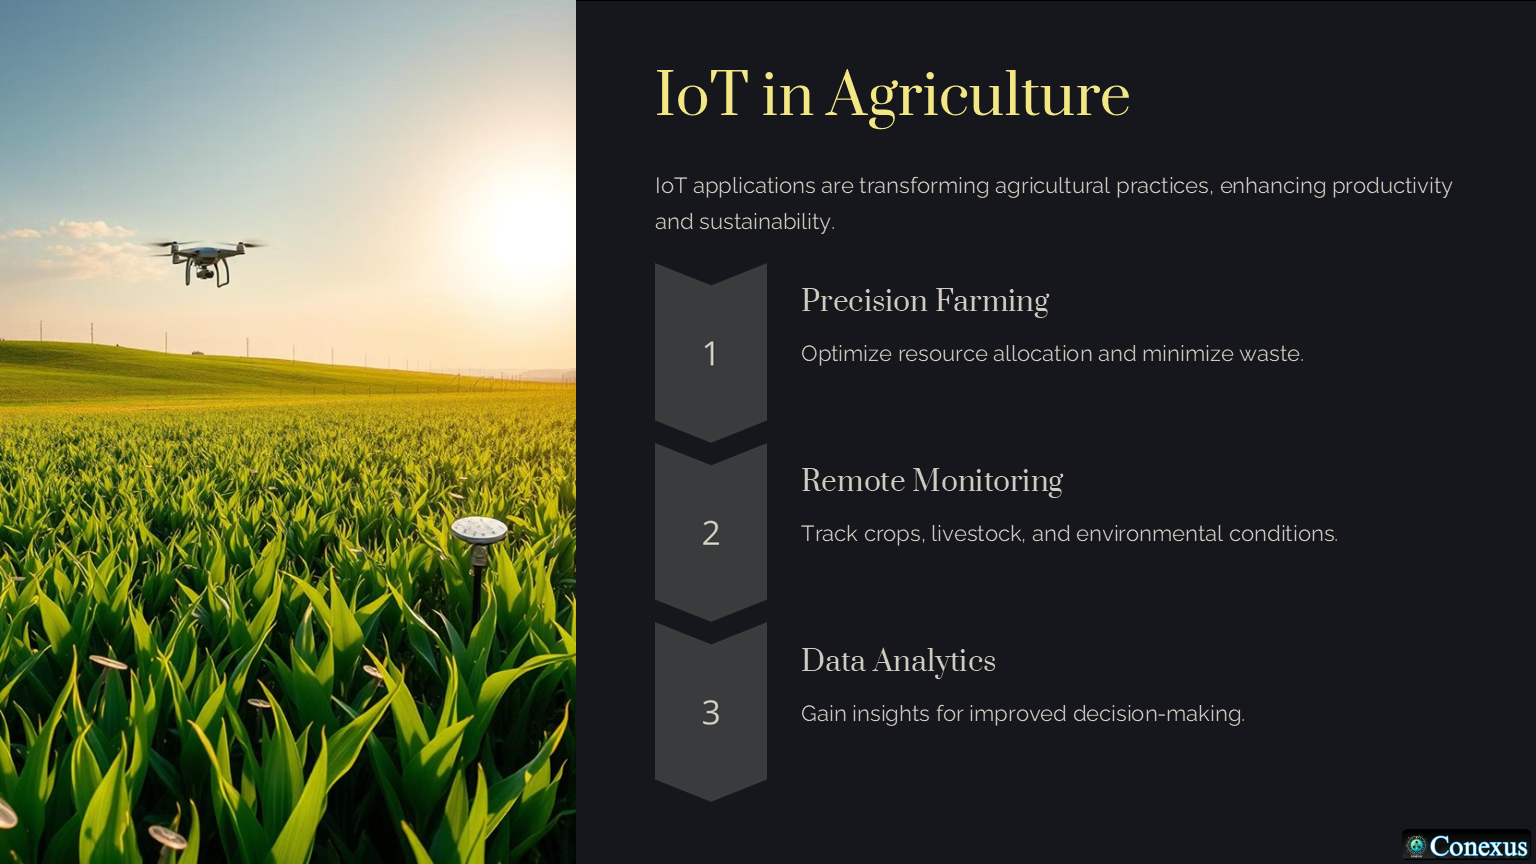 IoT in Agriculture
IoT applications are transforming agricultural practices, enhancing productivity
and sustainability.
1
Precision Farming
Optimize resource allocation and minimize waste.
2
Remote Monitoring
Track crops, livestock, and environmental conditions.
3
Data Analytics
Gain insights for improved decision-making.
Conexus